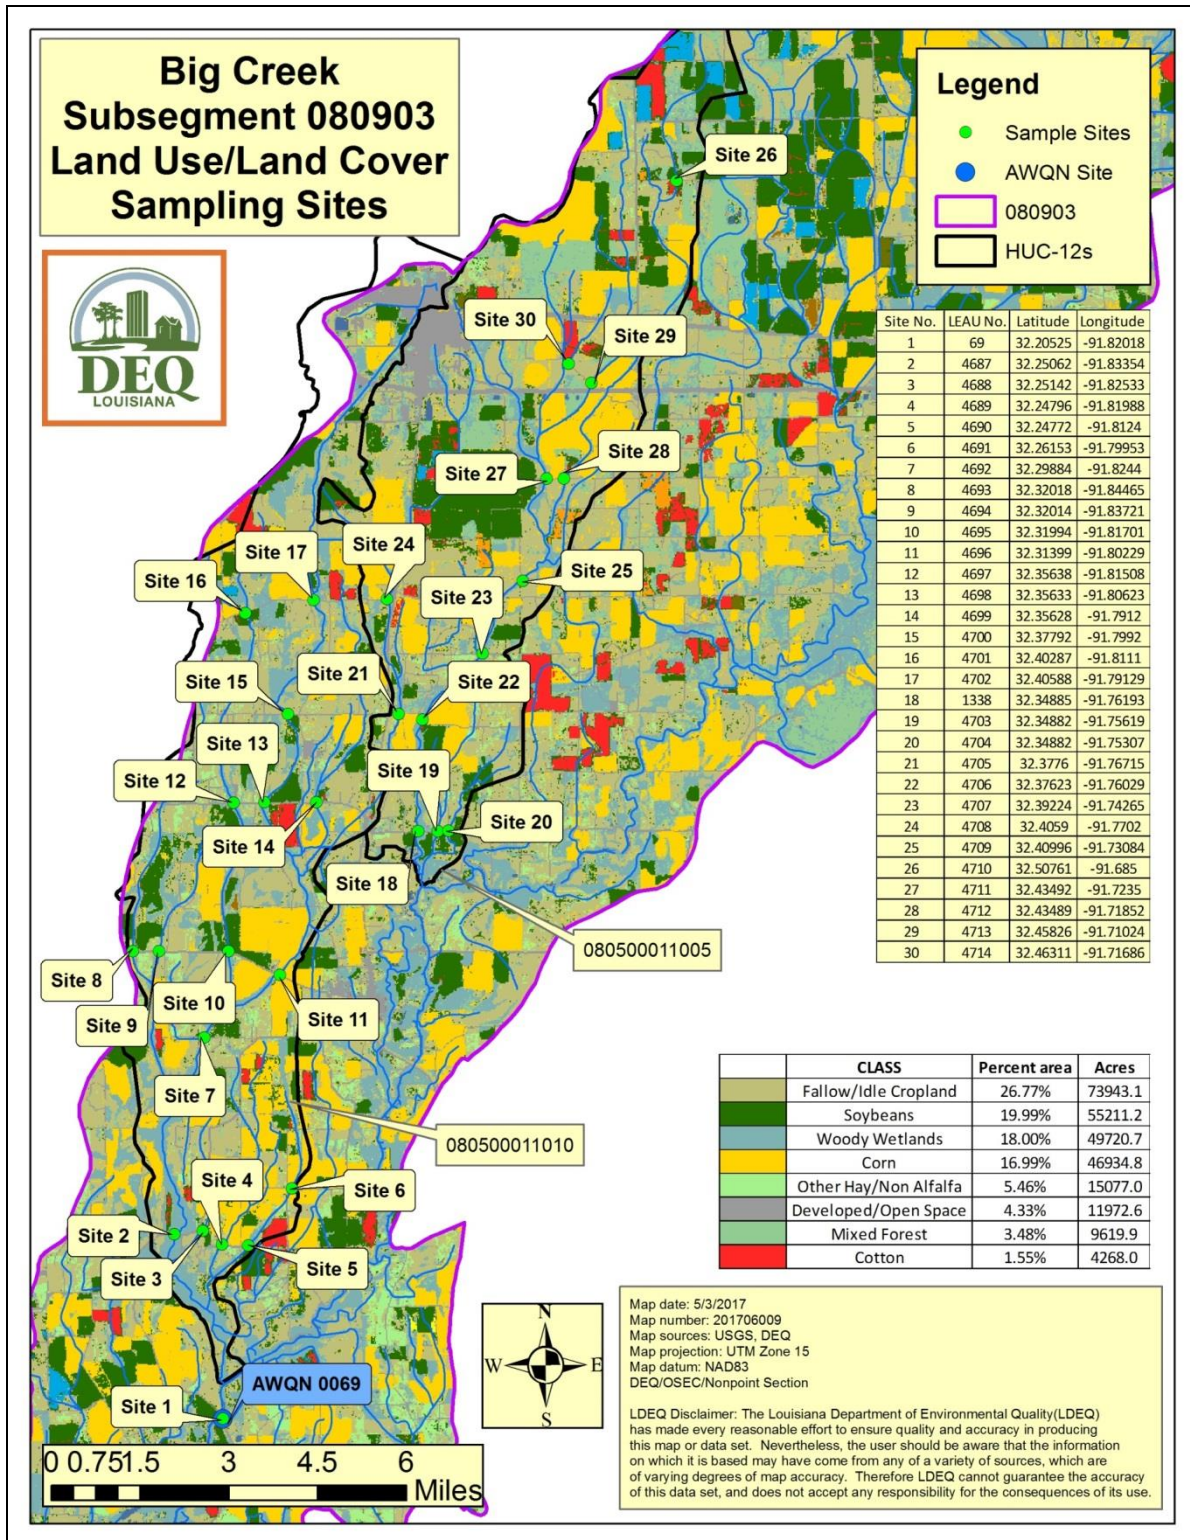 Big Creek
Subsegment 080903
Land Use/Land Cover
Sampling Sites
DEQ
LOUISIANA
Legend
Sample Sites
AWQN Site
080903
HUC-12s
Site 26
Site 30
Site 29
Site 28
Site 27
Site 24
Site 17
Site 16
Site 25
Site 23
Site 21
Site 22
Site 15
Site 13
Site 12
Site 19
Site 20
Site 14
Site 18
080500011005
Site 8
Site 10
Site 9
Site 11
Site 7
080500011010
Site 4
Site 6
Site 2
Site 3
Site 5
AWQN 0069
Site 1
Site No. LEAU No. Latitude Longitude
1 69 32.20525 -91.82018
2 4687 32.25062 -91.83354
3 4688 32.25142 -91.82533
4 4689 32.24796 -91.81988
5 4690 32.24772 -91.8124
6 4691 32.26153 -91.79953
7 4692 32.29884 -91.8244
8 4693 32.32018 -91.84465
9 4694 32.32014 -91.83721
10 4695 32.31994 -91.81701
11 4696 32.31399 -91.80229
12 4697 32.35638 -91.81508
13 4698 32.35633 -91.80623
14 4699 32.35628 -91.7912
15 4700 32.37792 -91.7992
16 4701 32.40287 -91.8111
17 4702 32.40588 -91.79129
18 1338 32.34885 -91.76193
19 4703 32.34882 -91.75619
20 4704 32.34882 -91.75307
21 4705 32.3776 -91.76715
22 4706 32.37623 -91.76029
23 4707 32.39224 -91.74265
24 4708 32.4059 -91.7702
25 4709 32.40996 -91.73084
26 4710 32.50761 -91.685
27 4711 32.43492 -91.7235
28 4712 32.43489 -91.71852
29 4713 32.45826 -91.71024
30 4714 32.46311 -91.71686
CLASS Percent area Acres
Fallow/Idle Cropland 26.77% 73943.1
Soybeans 19.99% 55211.2
Woody Wetlands 18.00% 49720.7
Corn 16.99% 46934.8
Other Hay/Non Alfalfa 5.46% 15077.0
Developed/Open Space 4.33% 11972.6
Mixed Forest 3.48% 9619.9
Cotton 1.55% 4268.0
N
W E
S
Map date: 5/3/2017
Map number: 201706009
Map sources: USGS, DEQ
Map projection: UTM Zone 15
Map datum: NAD83
DEQ/OSEC/Nonpoint Section
LDEQ Disclaimer: The Louisiana Department of Environmental Quality(LDEQ)
has made every reasonable effort to ensure quality and accuracy in producing
this map or data set. Nevertheless, the user should be aware that the information
on which it is based may have come from any of a variety of sources, which are
of varying degrees of map accuracy. Therefore LDEQ cannot guarantee the accuracy
of this data set, and does not accept any responsibility for the consequences of its use.
0 0.75 1.5 3 4.5 6
Miles